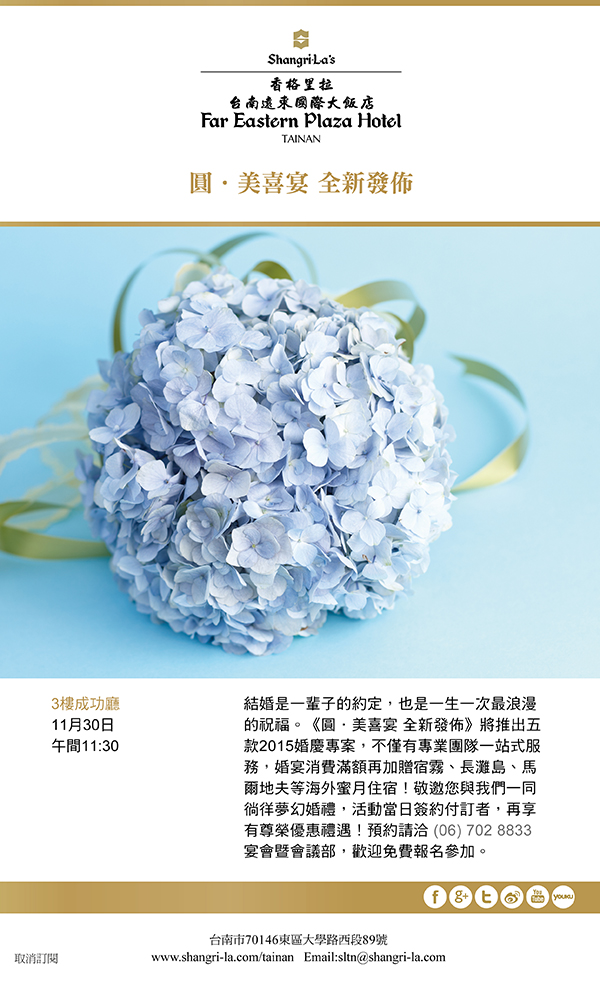 Shangri-La's
香格里拉
台南遠東國際大飯店
Far Eastern Plaza Hotel
TAINAN
圓・美喜宴 全新發佈
3樓成功廳
11月30日
午間11:30
結婚是一輩子的約定，也是一生一次最浪漫
的祝福。《圓．美喜宴 全新發佈》將推出五
款2015婚慶專案，不僅有專業團隊一站式服
務，婚宴消費滿額再加贈宿霧、長灘島、馬
爾地夫等海外蜜月住宿！敬邀您與我們一同
徜徉夢幻婚禮，活動當日簽約付訂者，再享
有尊榮優惠禮遇！預約請洽 (06) 702 8833
宴會暨會議部，歡迎免費報名參加。
f
g+
t
You
Tube
YOUKU
台南市70146東區大學路西段89號
取消訂閱
www.shangri-la.com/tainan Email:sltn@shangri-la.com